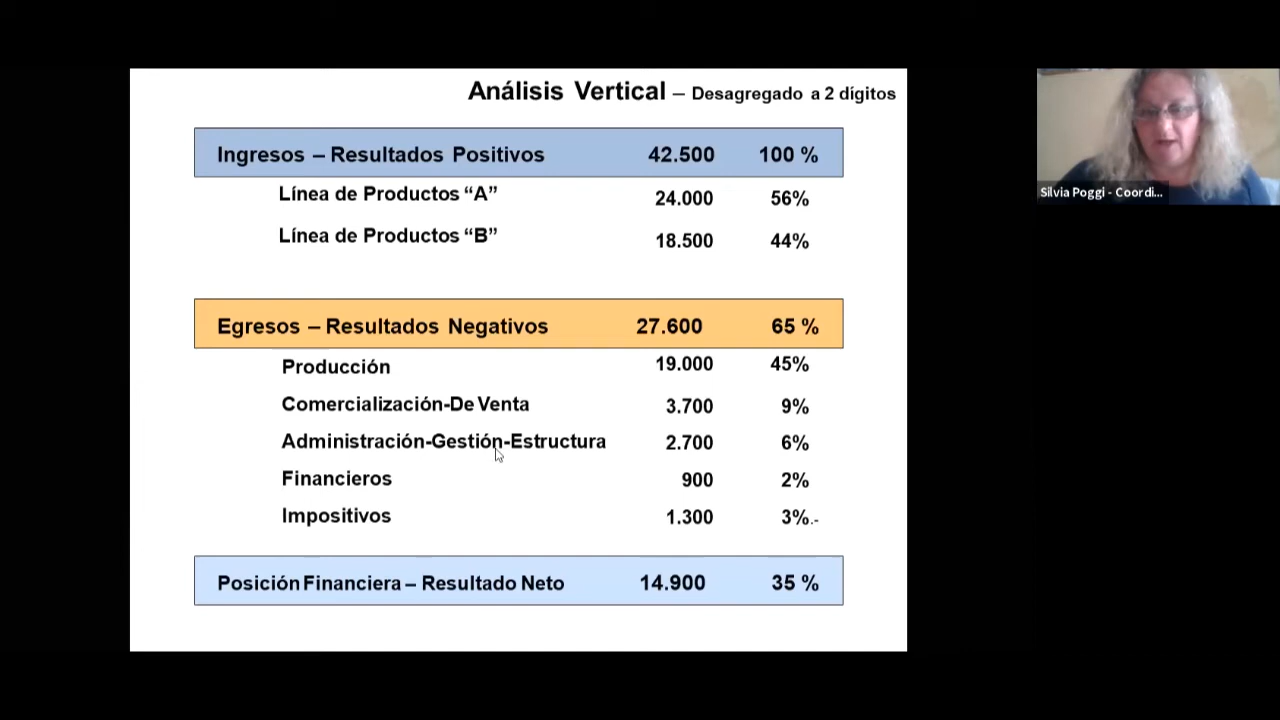 Análisis Vertical – Desagregado a 2 dígitos
Ingresos – Resultados Positivos 42.500 100 %
Línea de Productos “A” 24.000 56%
Línea de Productos “B” 18.500 44%
Egresos – Resultados Negativos 27.600 65 %
Producción 19.000 45%
Comercialización-De Venta 3.700 9%
Administración-Gestión-Estructura 2.700 6%
Financieros 900 2%
Impositivos 1.300 3%.-
Posición Financiera – Resultado Neto 14.900 35 %
Silvia Poggi - Coordi...